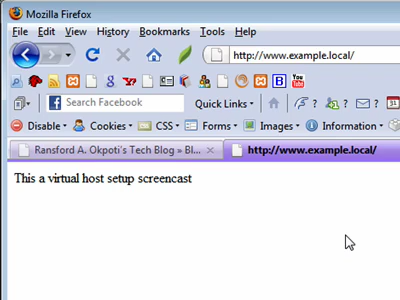 Mozilla Firefox
File Edit View History Bookmarks Tools Help
http://www.example.local/
Search Facebook Quick Links 31
Disable Cookies CSS Forms Images Information
Ransford A. Okpoti's Tech Blog » Bl... http://www.example.local/
This a virtual host setup screencast